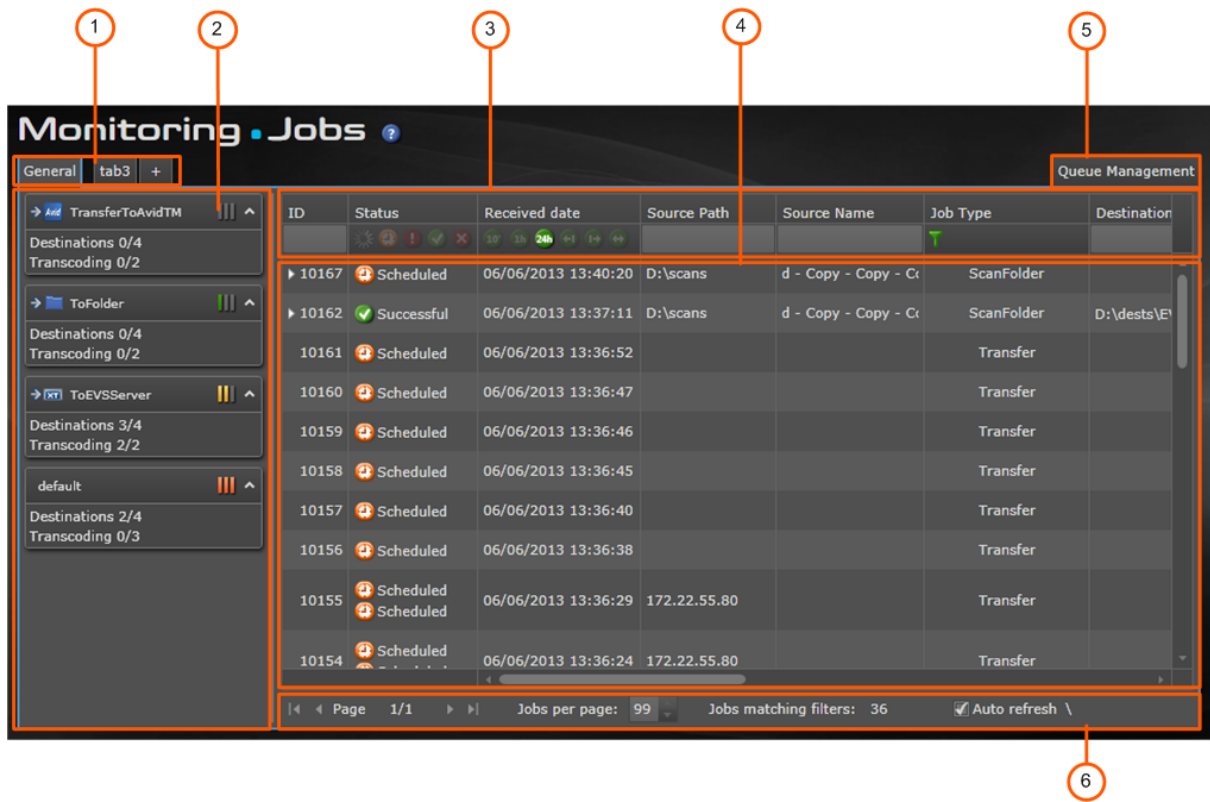 1 2 3 4 5
Monitoring Jobs ?
General tab3 + Queue Management
Avid TransferToAvidTM
Destinations 0/4
Transcoding 0/2
ToFolder
Destinations 0/4
Transcoding 0/2
XT ToEVSServer
Destinations 3/4
Transcoding 2/2
default
Destinations 2/4
Transcoding 0/3
ID Status Received date Source Path Source Name Job Type Destination
10' 1h 24h
10167 Scheduled 06/06/2013 13:40:20 D:\scans d - Copy - Copy - Co ScanFolder
10162 Successful 06/06/2013 13:37:11 D:\scans d - Copy - Copy - Co ScanFolder D:\dests\E
10161 Scheduled 06/06/2013 13:36:52 Transfer
10160 Scheduled 06/06/2013 13:36:47 Transfer
10159 Scheduled 06/06/2013 13:36:46 Transfer
10158 Scheduled 06/06/2013 13:36:45 Transfer
10157 Scheduled 06/06/2013 13:36:40 Transfer
10156 Scheduled 06/06/2013 13:36:38 Transfer
10155 Scheduled 06/06/2013 13:36:29 172.22.55.80 Transfer
Scheduled
10154 Scheduled 06/06/2013 13:36:24 172.22.55.80 Transfer
Page 1/1 Jobs per page: 99 Jobs matching filters: 36 Auto refresh \
6